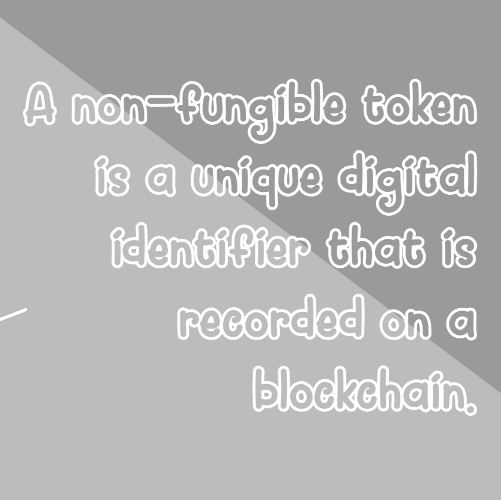 A non-fungible token
is a unique digital
identifier that is
recorded on a
blockchain.